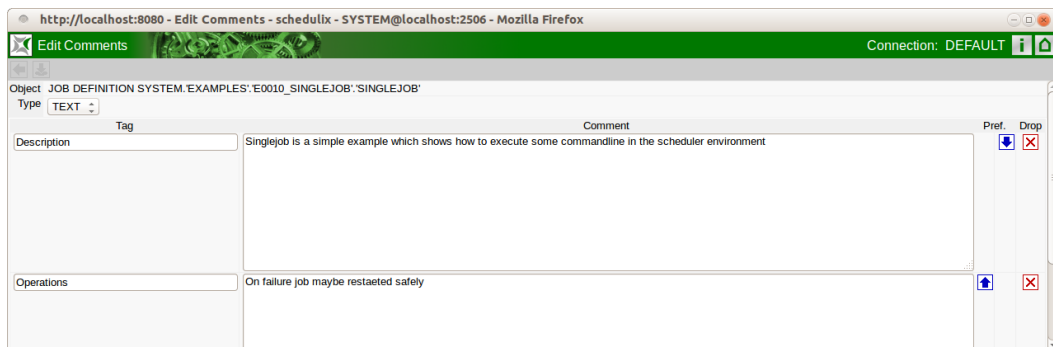 http://localhost:8080 - Edit Comments - schedulix - SYSTEM@localhost:2506 - Mozilla Firefox
Edit Comments Connection: DEFAULT
Object JOB DEFINITION SYSTEM.'EXAMPLES'.'E0010_SINGLEJOB'.'SINGLEJOB'
Type TEXT
Tag Comment Pref. Drop
Description Singlejob is a simple example which shows how to execute some commandline in the scheduler environment
Operations On failure job maybe restaeted safely